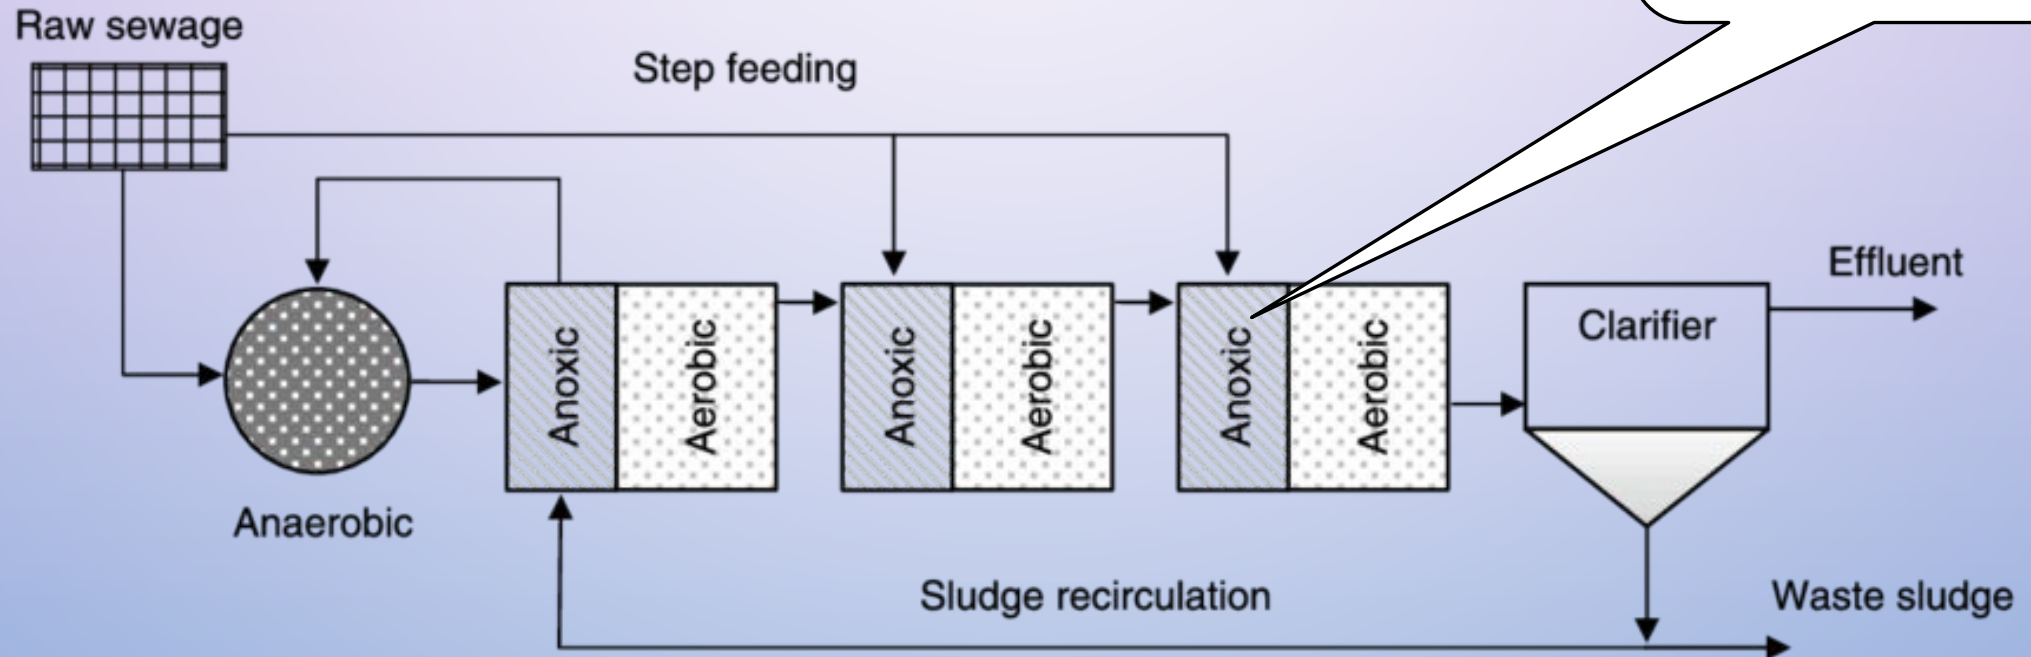 Raw sewage
Step feeding
Anaerobic
Anoxic
Aerobic
Anoxic
Aerobic
Anoxic
Aerobic
Clarifier
Effluent
Sludge recirculation
Waste sludge